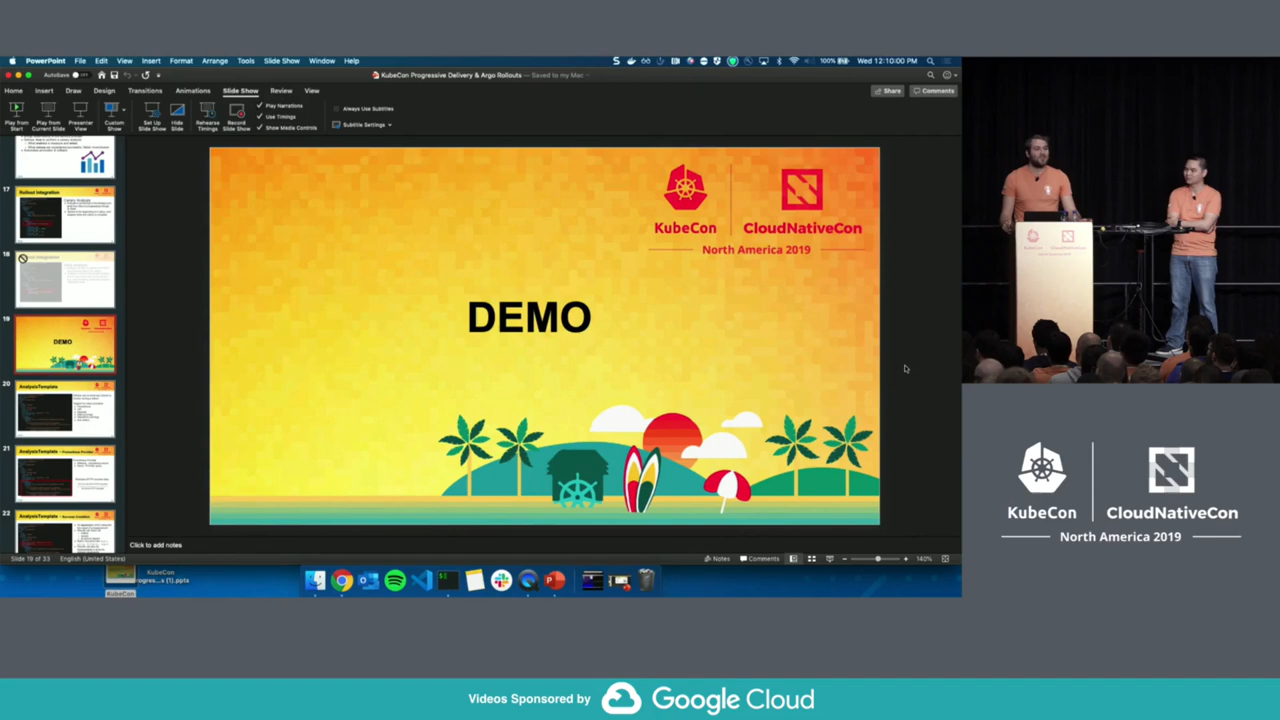 PowerPoint File Edit View Insert Format Arrange Tools Slide Show Window Help
100% Wed 12:10:00 PM
AutoSave
KubeCon Progressive Delivery & Argo Rollouts — Saved to my Mac
Home Insert Draw Design Transitions Animations Slide Show Review View
Share Comments
Play from Start
Play from Current Slide
Presenter View
Custom Show
Set Up Slide Show
Hide Slide
Rehearse Timings
Record Slide Show
Play Narrations
Use Timings
Show Media Controls
Always Use Subtitles
Subtitle Settings
17
Rollout Integration
18
19
DEMO
20
AnalysisTemplate
21
22
KubeCon
CloudNativeCon
North America 2019
DEMO
Click to add notes
Slide 19 of 33 English (United States)
Notes Comments 140%
KubeCon
rogres...s (1).pptx
KubeCon
KubeCon
CloudNativeCon
North America 2019
Videos Sponsored by Google Cloud